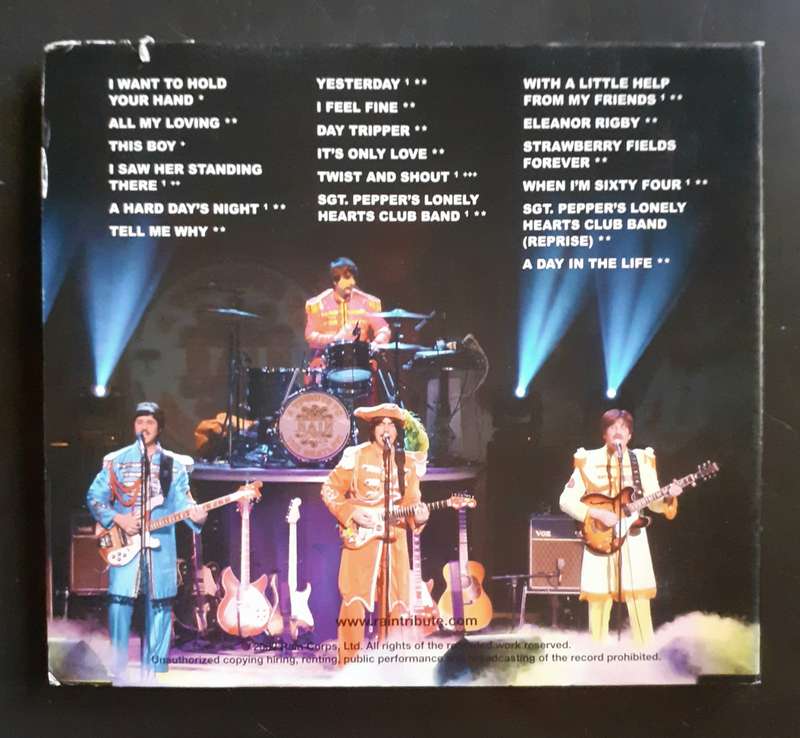 I WANT TO HOLD
YOUR HAND *
ALL MY LOVING **
THIS BOY *
I SAW HER STANDING
THERE ¹ **
A HARD DAY'S NIGHT ¹ **
TELL ME WHY **
YESTERDAY ¹ **
I FEEL FINE **
DAY TRIPPER **
IT'S ONLY LOVE **
TWIST AND SHOUT ¹ ***
SGT. PEPPER'S LONELY
HEARTS CLUB BAND ¹ **
WITH A LITTLE HELP
FROM MY FRIENDS ¹ **
ELEANOR RIGBY **
STRAWBERRY FIELDS
FOREVER **
WHEN I'M SIXTY FOUR ¹ **
SGT. PEPPER'S LONELY
HEARTS CLUB BAND
(REPRISE) **
A DAY IN THE LIFE **
RAIN
VOX
www.raintribute.com
Rain Corps, Ltd. All rights of the recorded work reserved.
Unauthorized copying hiring, renting, public performance and broadcasting of the record prohibited.